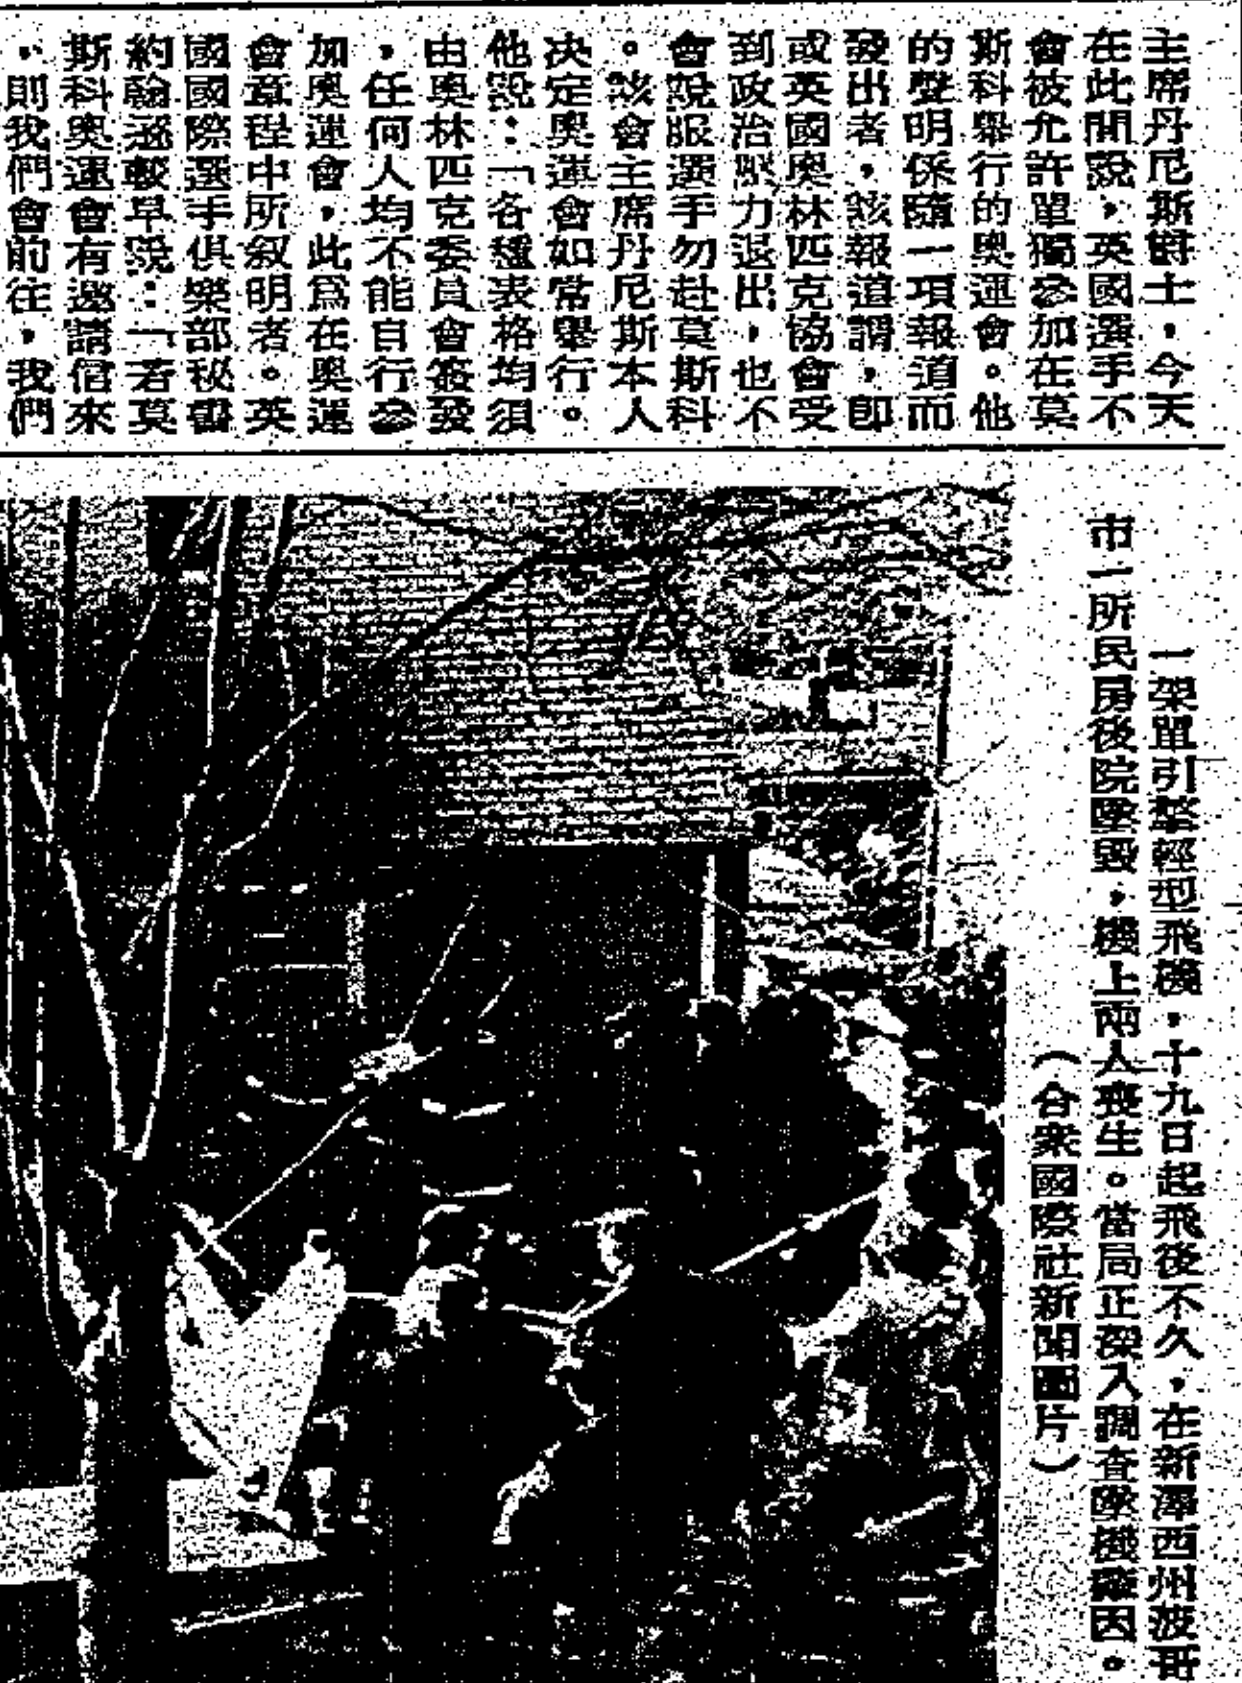 主席丹尼斯爵士，今天
在此間說，英國選手不
會被允許單獨參加在莫
斯科舉行的奧運會。他
的聲明係隨一項報道而
發出者，該報道謂，即
或英國奧林匹克協會受
到政治壓力退出，也不
會說服選手勿赴莫斯科
。該會主席丹尼斯本人
決定奧運會如常舉行。
他說：「各種表格均須
由奧林匹克委員會簽發
，任何人均不能自行參
加奧運會，此爲在奧運
會章程中所叙明者。英
國國際選手俱樂部秘書
約翰遜較早說：「若莫
斯科奧運會有邀請信來
，則我們會前往，我們
一架單引擎輕型飛機，十九日起飛後不久，在新澤西州波哥
市一所民房後院墜毀，機上兩人喪生。當局正深入調查墜機原因。
（合衆國際社新聞圖片）